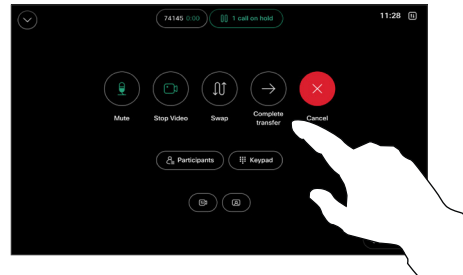 74145 0:00
1 call on hold
11:28
Mute
Stop Video
Swap
Complete
transfer
Cancel
Participants
Keypad